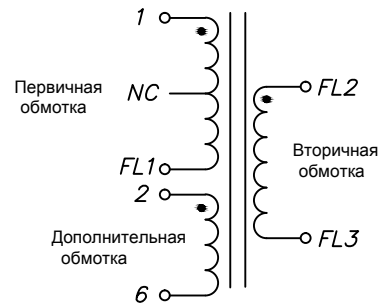 1
Первичная
обмотка
NC
FL1
2
Дополнительная
обмотка
6
FL2
Вторичная
обмотка
FL3